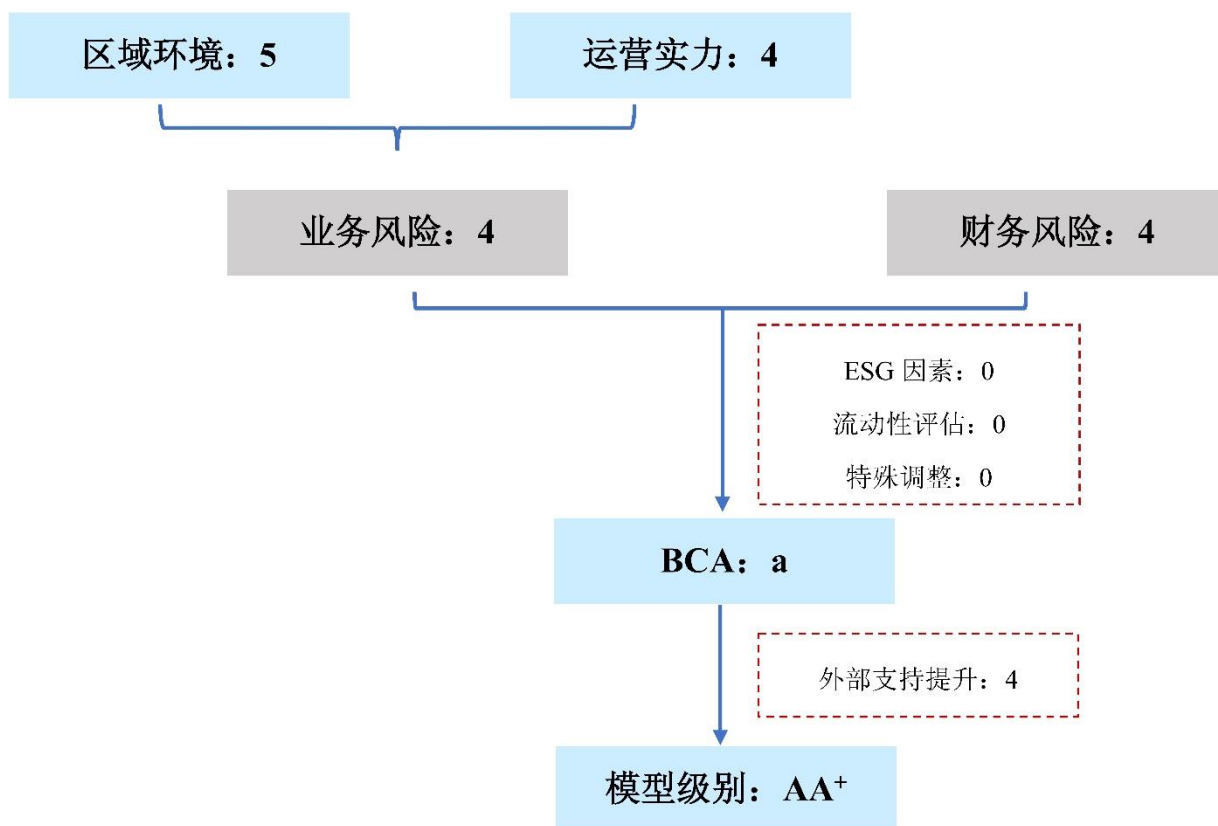 区域环境：5
运营实力：4
业务风险：4
财务风险：4
ESG 因素：0
流动性评估：0
特殊调整：0
BCA：a
外部支持提升：4
模型级别：AA⁺